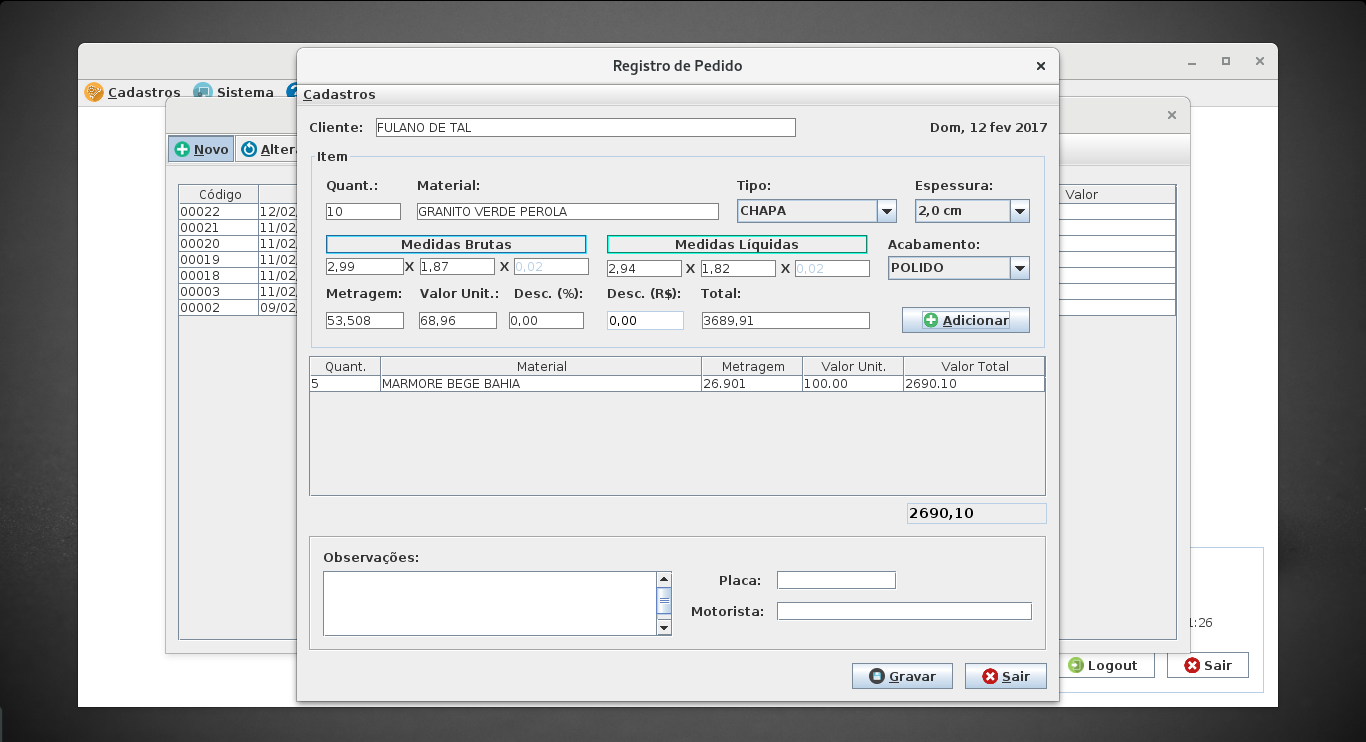 Registro de Pedido
Cadastros Sistema
Cadastros
Cliente: FULANO DE TAL Dom, 12 fev 2017
Novo
Item
Quant.: Material: Tipo: Espessura:
10 GRANITO VERDE PEROLA CHAPA 2,0 cm
Medidas Brutas Medidas Líquidas Acabamento:
2,99 X 1,87 X 0,02 2,94 X 1,82 X 0,02 POLIDO
Metragem: Valor Unit.: Desc. (%): Desc. (R$): Total:
53,508 68,96 0,00 0,00 3689,91 Adicionar
Quant. Material Metragem Valor Unit. Valor Total
5 MARMORE BEGE BAHIA 26.901 100.00 2690.10
2690,10
Observações:
Placa:
Motorista:
Gravar Sair
Código Valor
00022 12/02
00021 11/02
00020 11/02
00019 11/02
00018 11/02
00003 11/02
00002 09/02
1:26
Logout Sair